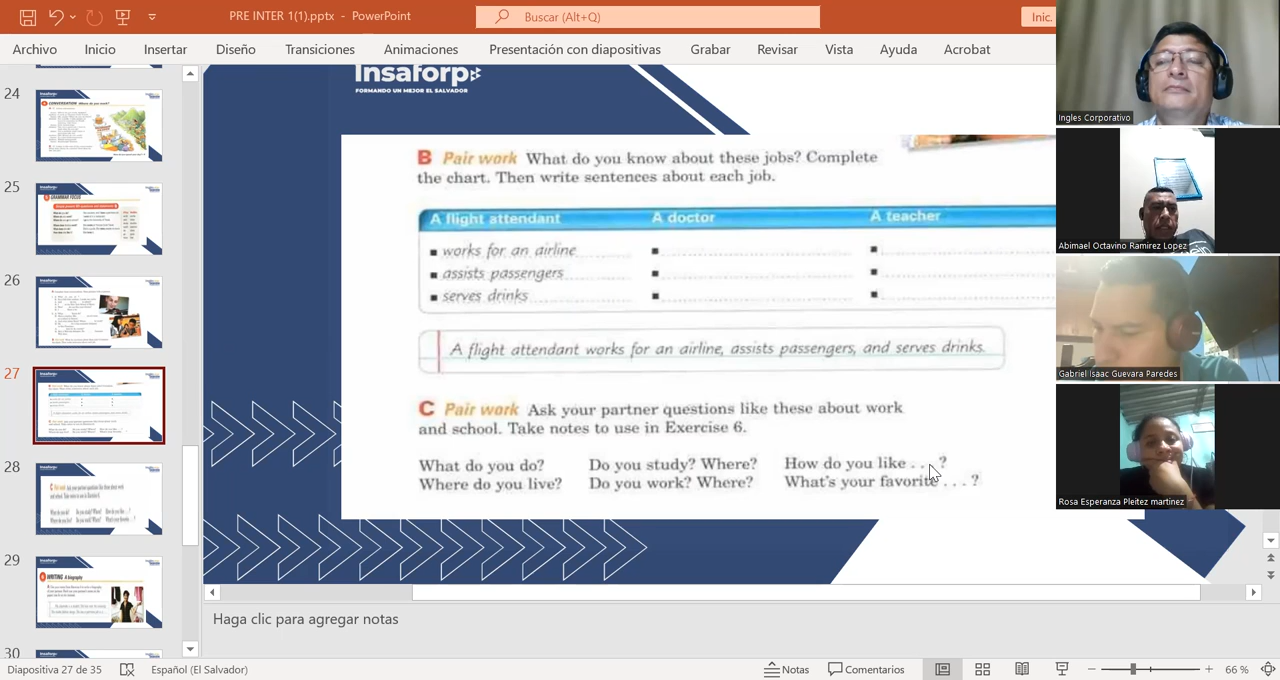 PRE INTER 1(1).pptx - PowerPoint
Buscar (Alt+Q)
Inic.
Archivo Inicio Insertar Diseño Transiciones Animaciones Presentación con diapositivas Grabar Revisar Vista Ayuda Acrobat
24
25
26
27
28
29
30
Insaforp
FORMANDO UN MEJOR EL SALVADOR
B Pair work What do you know about these jobs? Complete
the chart. Then write sentences about each job.
A flight attendant A doctor A teacher
works for an airline
assists passengers
serves drinks
A flight attendant works for an airline, assists passengers, and serves drinks.
C Pair work Ask your partner questions like these about work
and school. Take notes to use in Exercise 6.
What do you do? Do you study? Where? How do you like . . . ?
Where do you live? Do you work? Where? What's your favorite . . . ?
Ingles Corporativo
Abimael Octavino Ramirez Lopez
Gabriel Isaac Guevara Paredes
Rosa Esperanza Pleitez martinez
Haga clic para agregar notas
Diapositiva 27 de 35 Español (El Salvador) Notas Comentarios 66 %